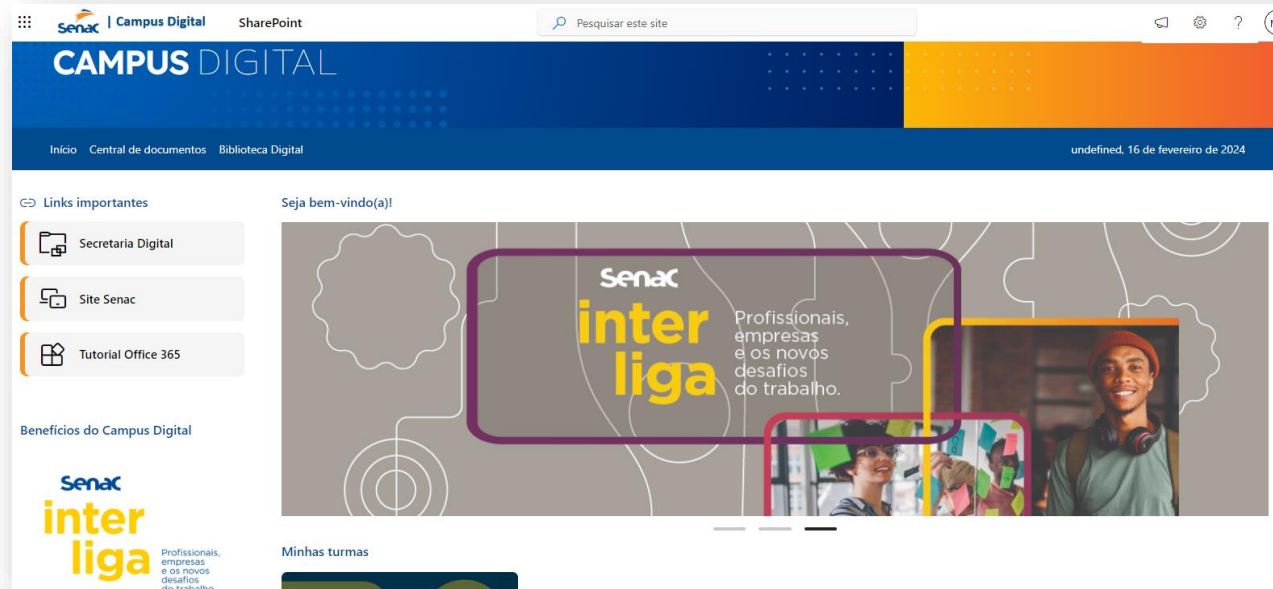 Senac | Campus Digital SharePoint
Pesquisar este site
?
CAMPUS DIGITAL
Início Central de documentos Biblioteca Digital
undefined, 16 de fevereiro de 2024
Links importantes
Secretaria Digital
Site Senac
Tutorial Office 365
Benefícios do Campus Digital
Senac
inter
liga
Profissionais,
empresas
e os novos
desafios
do trabalho
Seja bem-vindo(a)!
Senac
inter
liga
Profissionais,
empresas
e os novos
desafios
do trabalho.
Minhas turmas